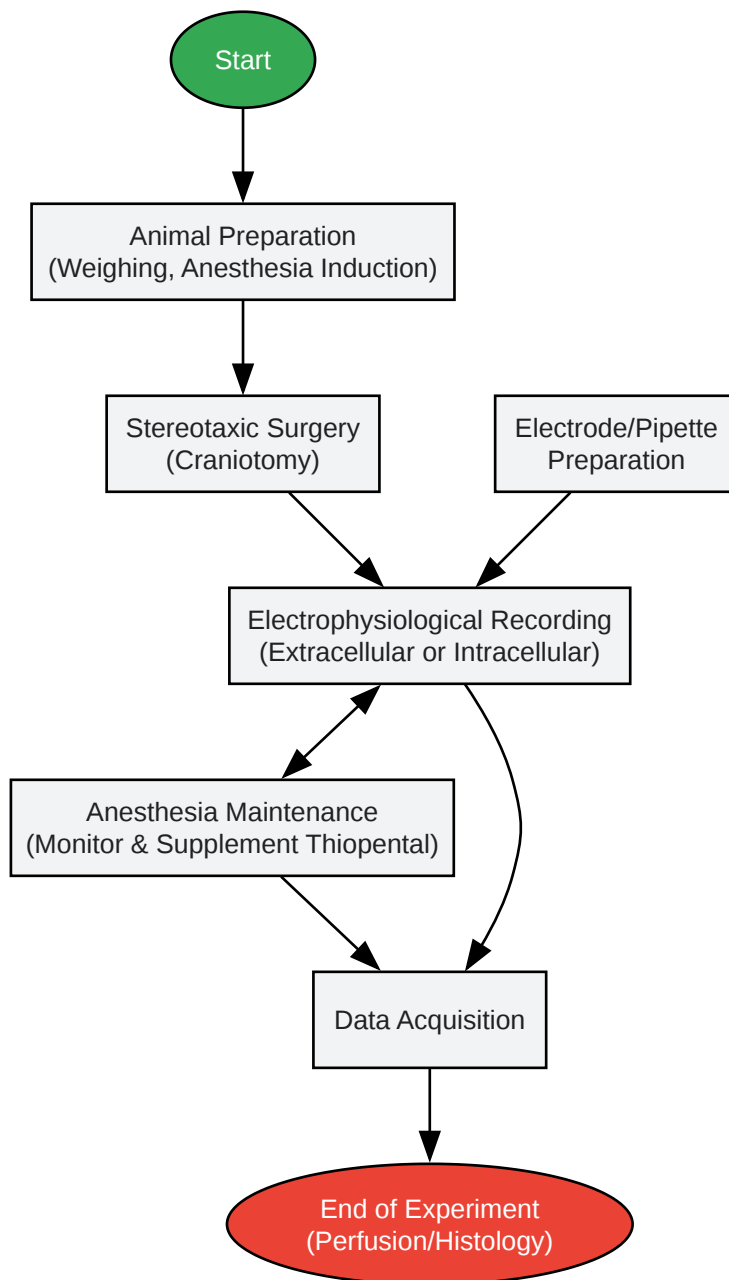 Start
Animal Preparation
(Weighing, Anesthesia Induction)
Stereotaxic Surgery
(Craniotomy)
Electrode/Pipette
Preparation
Electrophysiological Recording
(Extracellular or Intracellular)
Anesthesia Maintenance
(Monitor & Supplement Thiopental)
Data Acquisition
End of Experiment
(Perfusion/Histology)